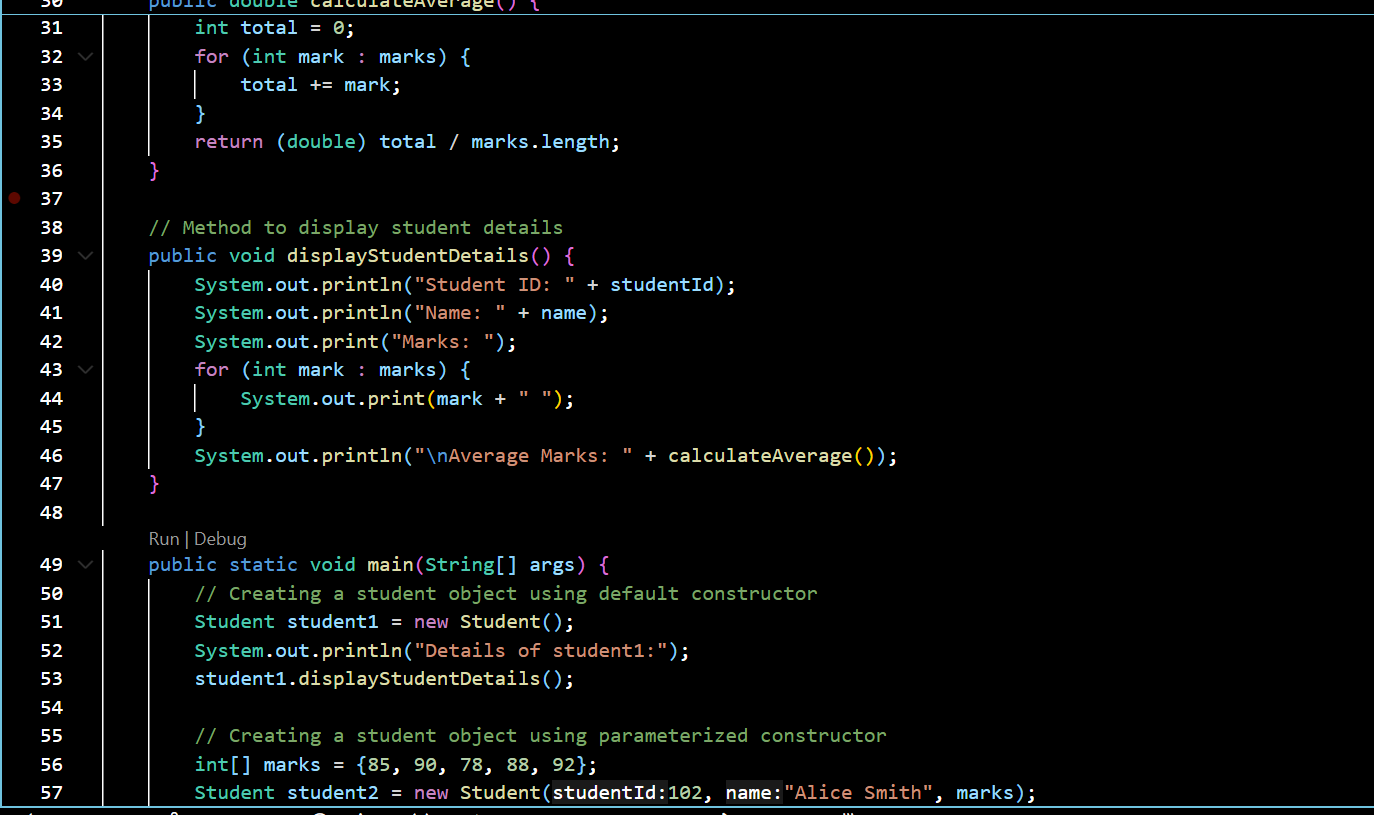 30 public double calculateAverage() {
31 int total = 0;
32 for (int mark : marks) {
33 total += mark;
34 }
35 return (double) total / marks.length;
36 }
37
38 // Method to display student details
39 public void displayStudentDetails() {
40 System.out.println("Student ID: " + studentId);
41 System.out.println("Name: " + name);
42 System.out.print("Marks: ");
43 for (int mark : marks) {
44 System.out.print(mark + " ");
45 }
46 System.out.println("\nAverage Marks: " + calculateAverage());
47 }
48
Run | Debug
49 public static void main(String[] args) {
50 // Creating a student object using default constructor
51 Student student1 = new Student();
52 System.out.println("Details of student1:");
53 student1.displayStudentDetails();
54
55 // Creating a student object using parameterized constructor
56 int[] marks = {85, 90, 78, 88, 92};
57 Student student2 = new Student(studentId:102, name:"Alice Smith", marks);